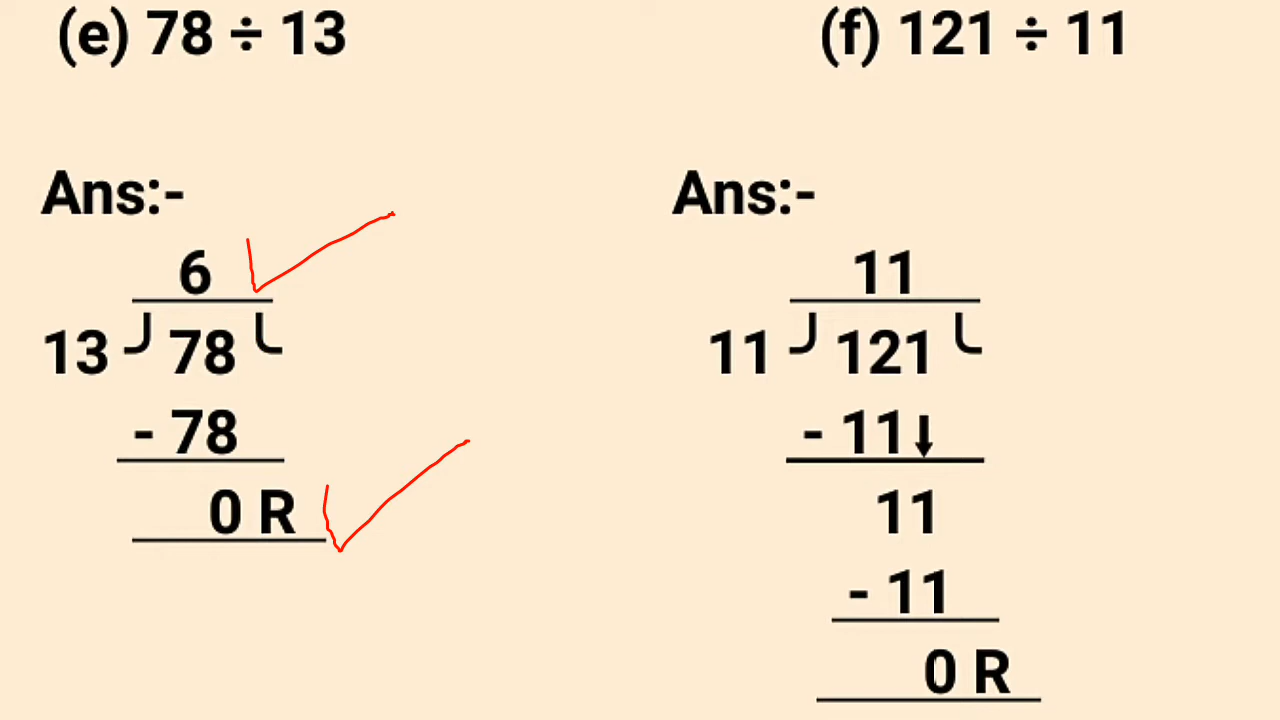 (e) 78 ÷ 13
Ans:-
6
13 78
- 78
0 R
(f) 121 ÷ 11
Ans:-
11
11 121
- 11↓
11
- 11
0 R